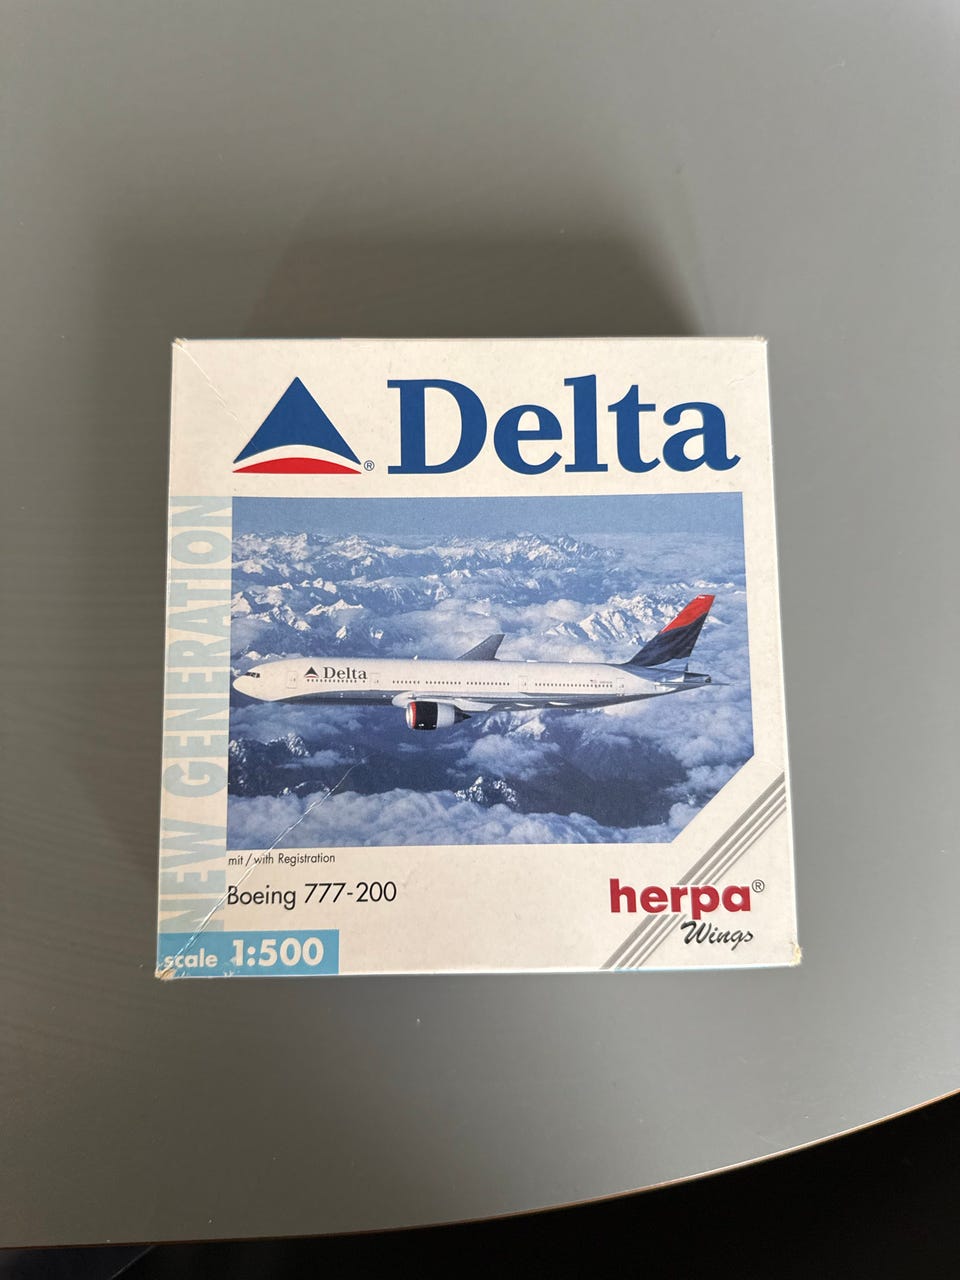 ® Delta
NEW GENERATION
Delta
mit / with Registration
Boeing 777-200
scale 1:500
herpa®
Wings